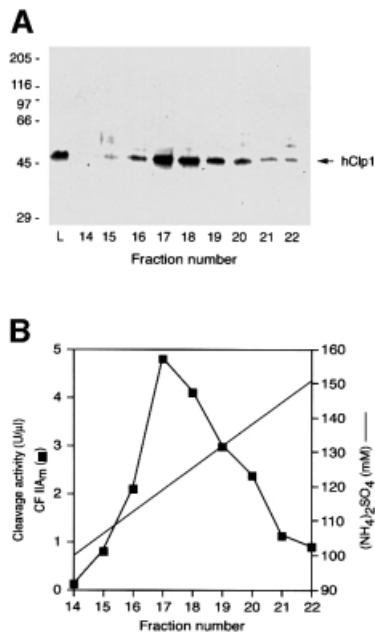 A
205 -
116 -
97 -
66 -
45 -
29 -
hClp1
L 14 15 16 17 18 19 20 21 22
Fraction number
B
Cleavage activity (U/µl)
CF IIAm (■)
5
4
3
2
1
0
160
150
140
130
120
110
100
90
(NH4)2SO4 (mM)
14 15 16 17 18 19 20 21 22
Fraction number